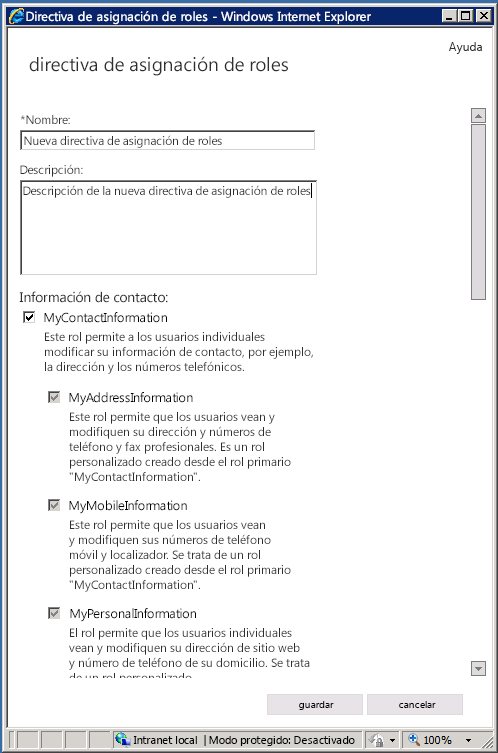 Directiva de asignación de roles - Windows Internet Explorer
Ayuda
directiva de asignación de roles
*Nombre:
Nueva directiva de asignación de roles
Descripción:
Descripción de la nueva directiva de asignación de roles
Información de contacto:
MyContactInformation
Este rol permite a los usuarios individuales
modificar su información de contacto, por ejemplo,
la dirección y los números telefónicos.
MyAddressInformation
Este rol permite que los usuarios vean y
modifiquen su dirección y números de
teléfono y fax profesionales. Es un rol
personalizado creado desde el rol primario
"MyContactInformation".
MyMobileInformation
Este rol permite que los usuarios vean
y modifiquen sus números de teléfono
móvil y localizador. Se trata de un rol
personalizado creado desde el rol primario
"MyContactInformation".
MyPersonalInformation
El rol permite que los usuarios individuales
vean y modifiquen su dirección de sitio web
y número de teléfono de su domicilio. Se trata
de un rol personalizado
guardar
cancelar
Intranet local | Modo protegido: Desactivado
100%